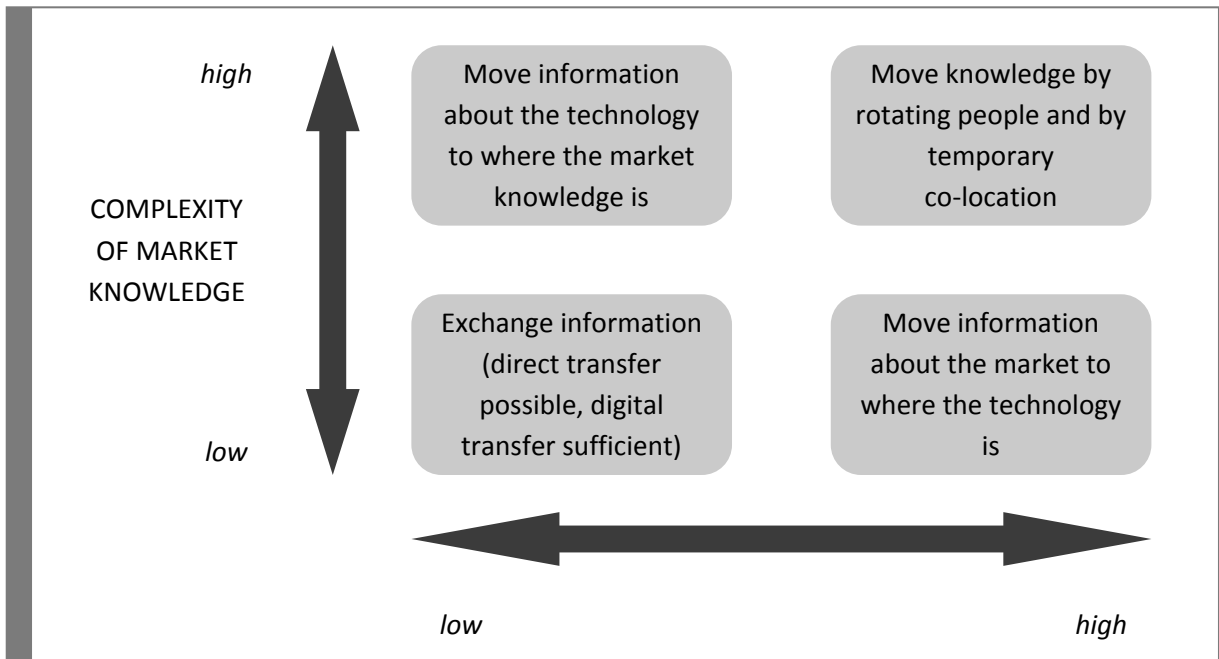 high
Move information
about the technology
to where the market
knowledge is
Move knowledge by
rotating people and by
temporary
co-location
COMPLEXITY
OF MARKET
KNOWLEDGE
Exchange information
(direct transfer
possible, digital
transfer sufficient)
Move information
about the market to
where the technology
is
low
low
high